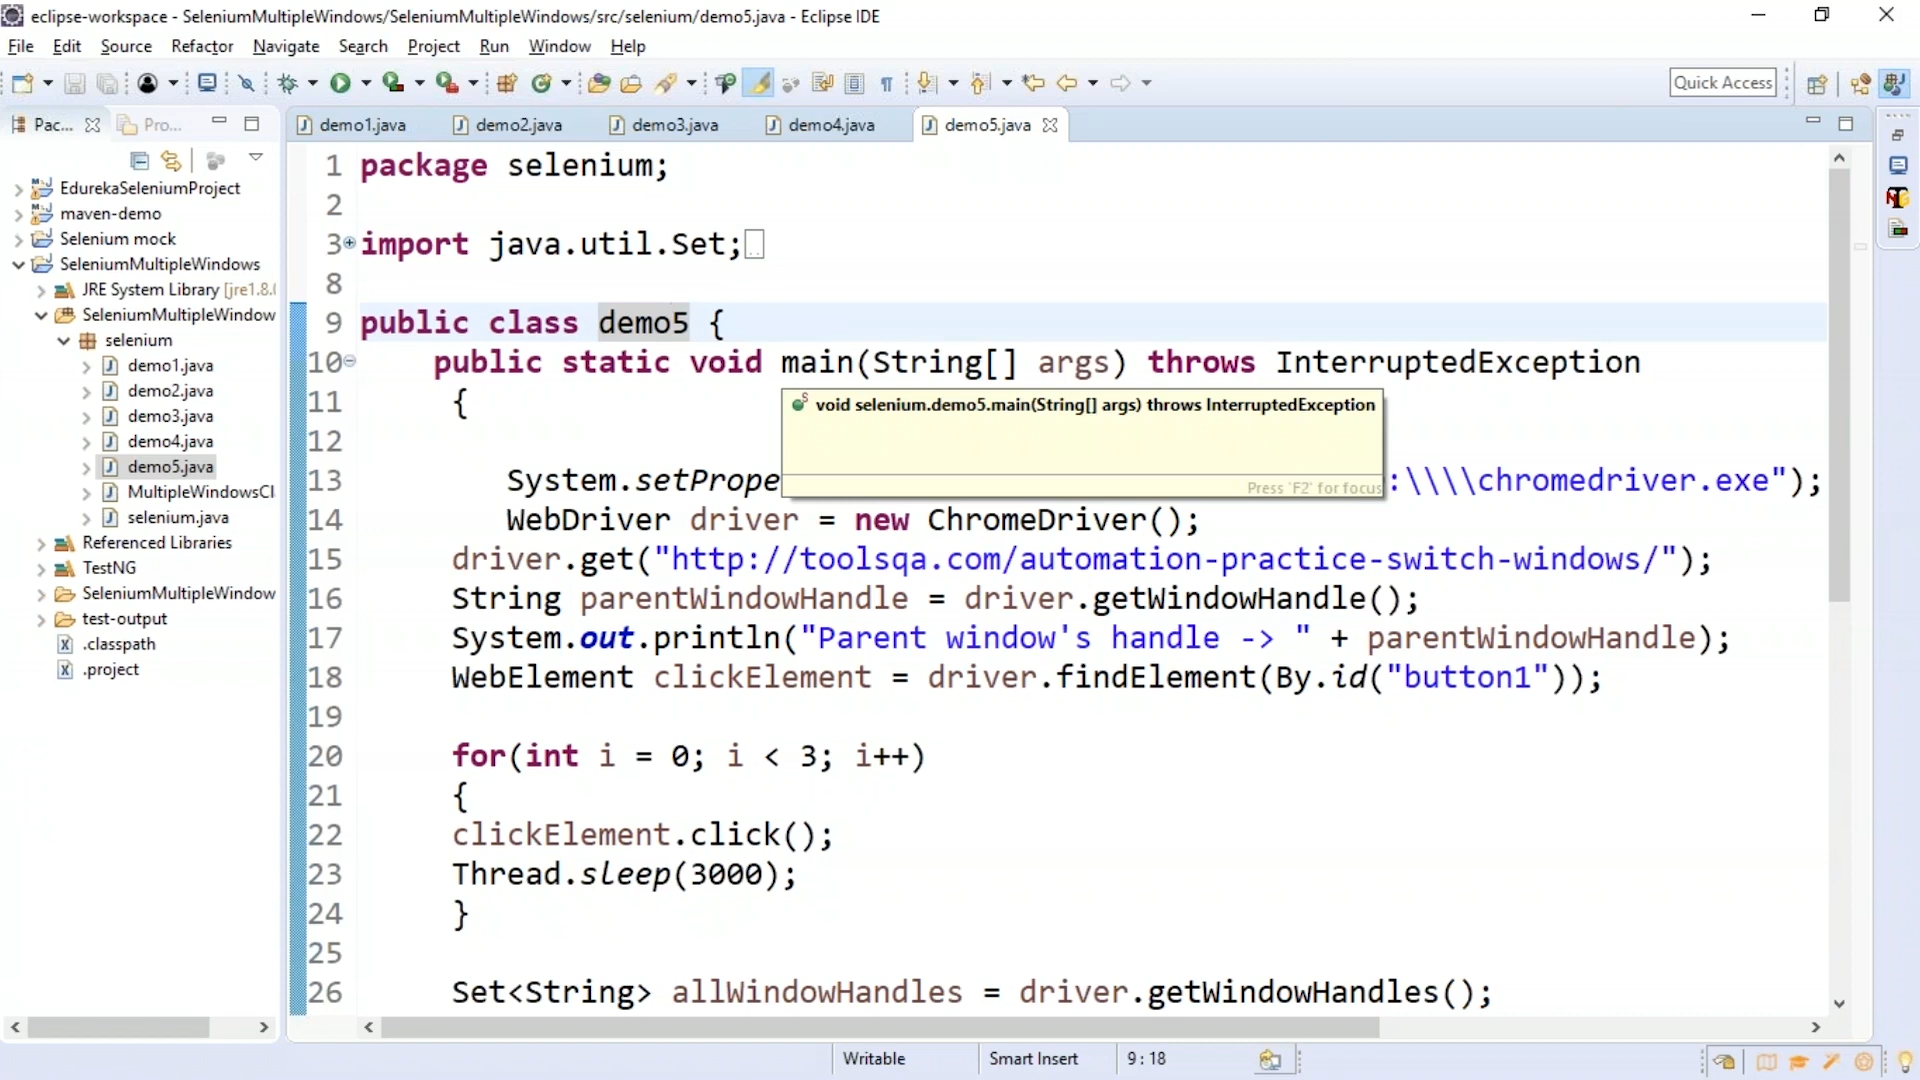 eclipse-workspace - SeleniumMultipleWindows/SeleniumMultipleWindows/src/selenium/demo5.java - Eclipse IDE
File Edit Source Refactor Navigate Search Project Run Window Help
Quick Access
Pac... Pro...
demo1.java demo2.java demo3.java demo4.java demo5.java
EdurekaSeleniumProject
maven-demo
Selenium mock
SeleniumMultipleWindows
JRE System Library [jre1.8.
SeleniumMultipleWindow
selenium
demo1.java
demo2.java
demo3.java
demo4.java
demo5.java
MultipleWindowsCl
selenium.java
Referenced Libraries
TestNG
SeleniumMultipleWindow
test-output
.classpath
.project
1 package selenium;
2
3 import java.util.Set;
8
9 public class demo5 {
10 public static void main(String[] args) throws InterruptedException
11 {
void selenium.demo5.main(String[] args) throws InterruptedException
12
13 System.setPrope :\\\\chromedriver.exe");
Press 'F2' for focus
14 WebDriver driver = new ChromeDriver();
15 driver.get("http://toolsqa.com/automation-practice-switch-windows/");
16 String parentWindowHandle = driver.getWindowHandle();
17 System.out.println("Parent window's handle -> " + parentWindowHandle);
18 WebElement clickElement = driver.findElement(By.id("button1"));
19
20 for(int i = 0; i < 3; i++)
21 {
22 clickElement.click();
23 Thread.sleep(3000);
24 }
25
26 Set<String> allWindowHandles = driver.getWindowHandles();
Writable Smart Insert 9 : 18